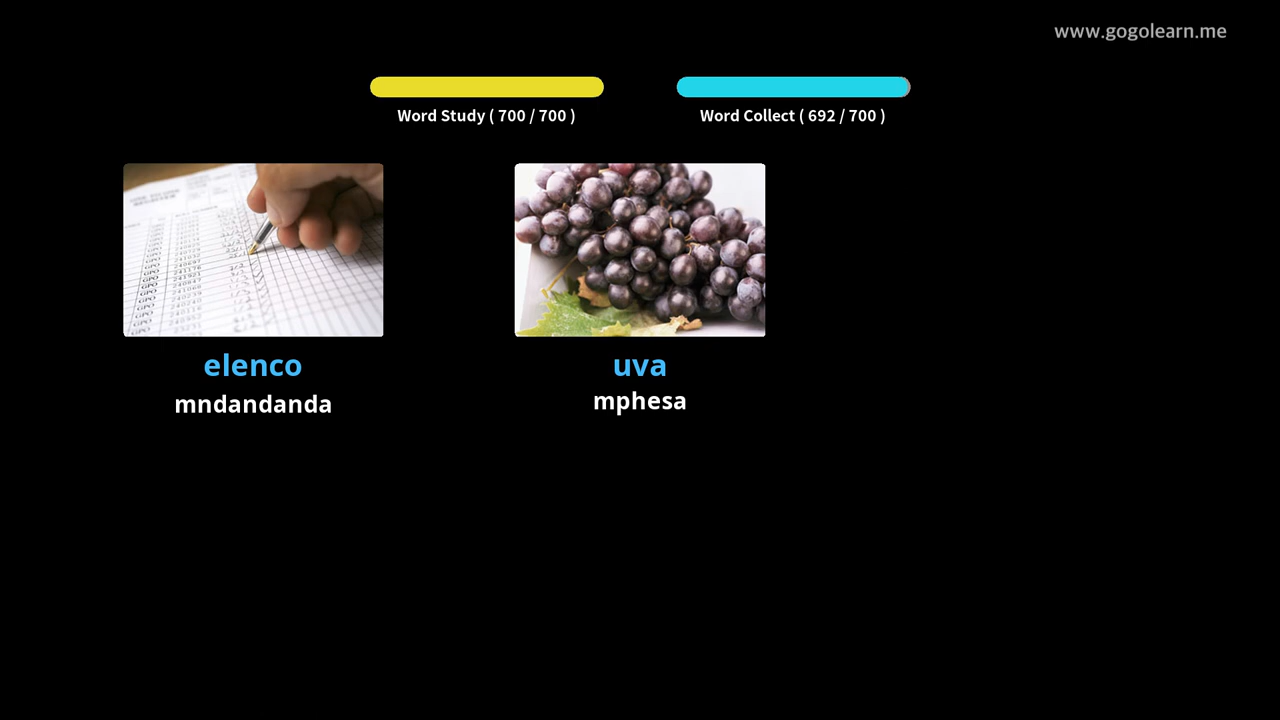 www.gogolearn.me
Word Study ( 700 / 700 )
Word Collect ( 692 / 700 )
elenco
mndandanda
uva
mphesa